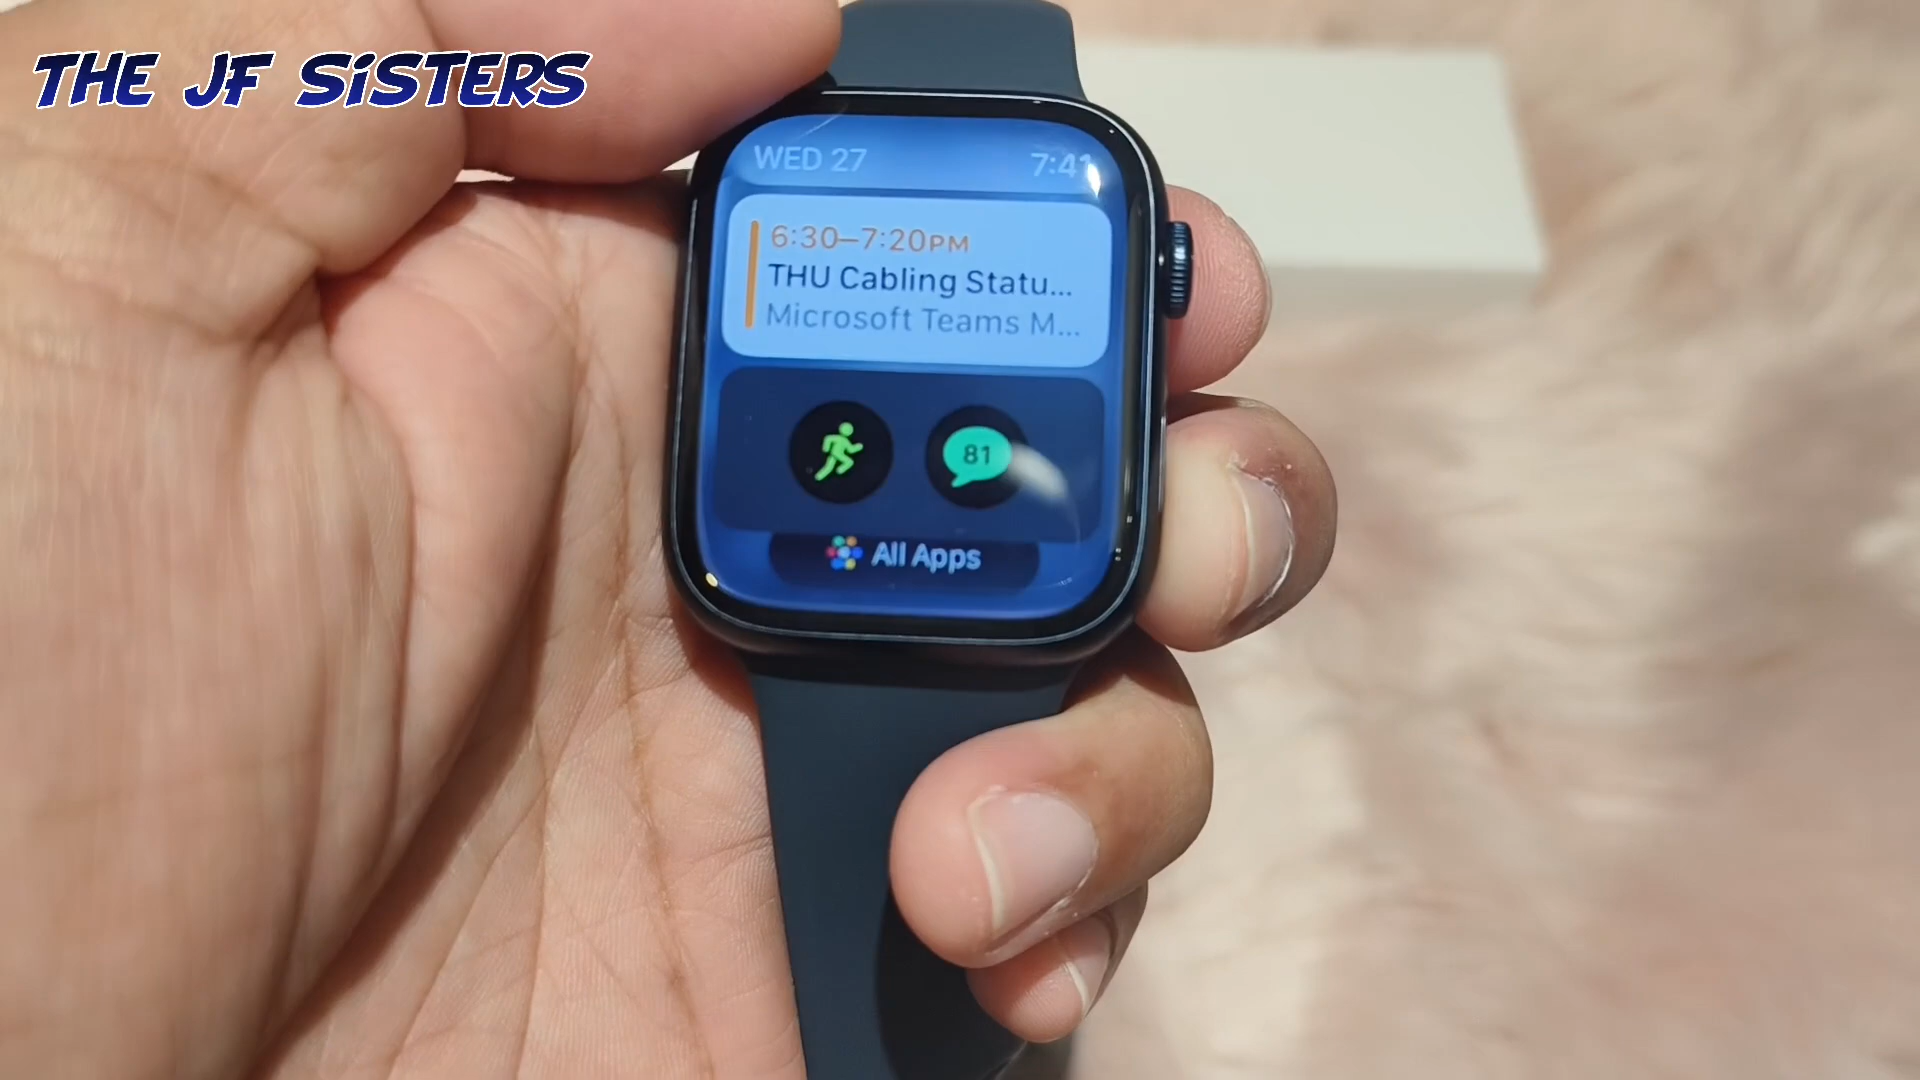 THE JF SiSTERS
WED 27
7:41
6:30–7:20PM
THU Cabling Statu...
Microsoft Teams M...
81
All Apps